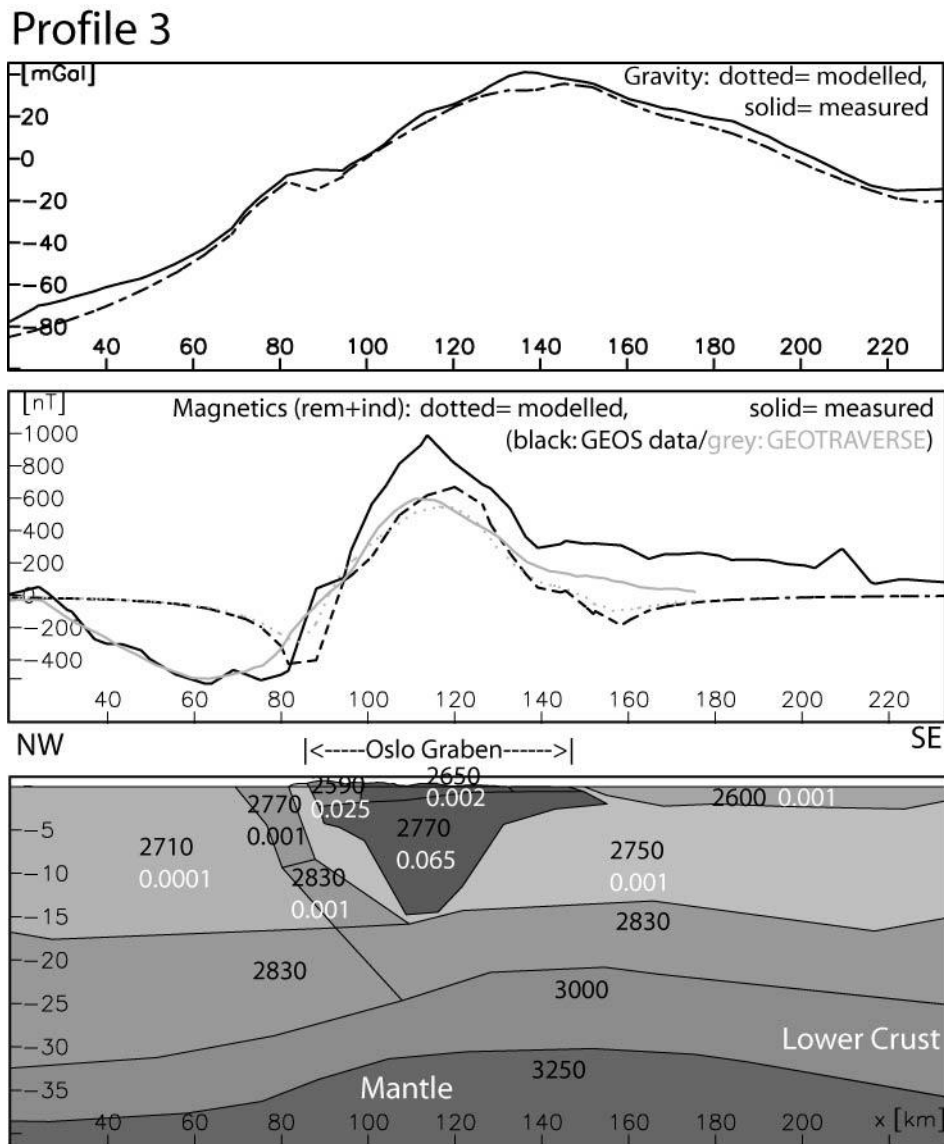 Profile 3
[mGal]
Gravity: dotted= modelled,
solid= measured
20
0
-20
-40
-60
-80
40 60 80 100 120 140 160 180 200 220
[nT]
Magnetics (rem+ind): dotted= modelled, solid= measured
(black: GEOS data/grey: GEOTRAVERSE)
1000
800
600
400
200
0
-200
-400
40 60 80 100 120 140 160 180 200 220
NW |<-----Oslo Graben------>| SE
2590 2650
2770 0.025 0.002 2600 0.001
-5
0.001 2770
2710 0.065 2750
-10
0.0001 2830 0.001
0.001
-15
2830
-20
2830
3000
-25
-30
Lower Crust
3250
-35
Mantle
40 60 80 100 120 140 160 180 200 x [km]